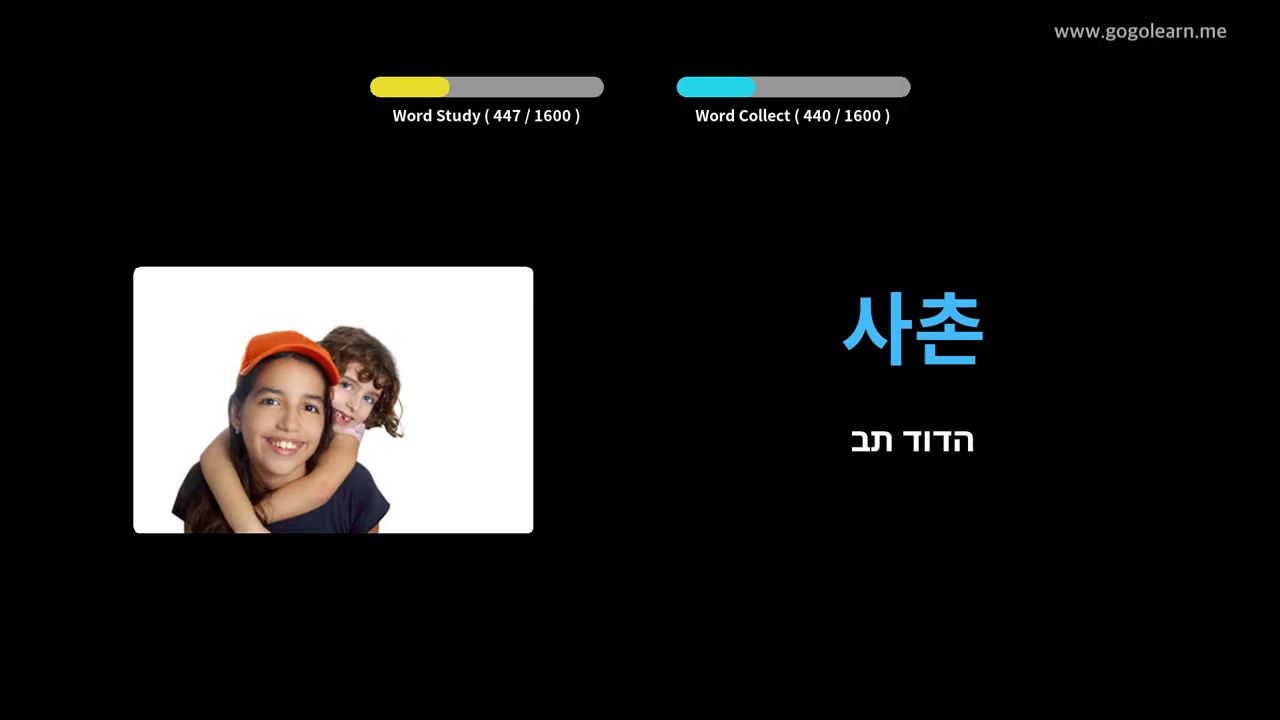 www.gogolearn.me
Word Study ( 447 / 1600 )
Word Collect ( 440 / 1600 )
사촌
הדוד תב